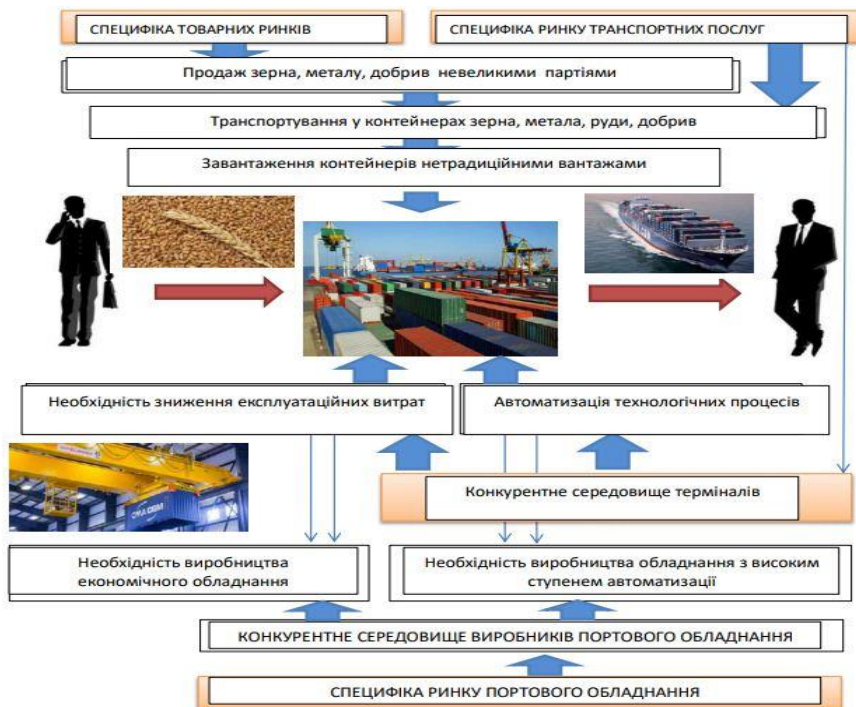 СПЕЦИФІКА ТОВАРНИХ РИНКІВ
СПЕЦИФІКА РИНКУ ТРАНСПОРТНИХ ПОСЛУГ
Продаж зерна, металу, добрив невеликими партіями
Транспортування у контейнерах зерна, метала, руди, добрив
Завантаження контейнерів нетрадиційними вантажами
Необхідність зниження експлуатаційних витрат
Автоматизація технологічних процесів
CMA CGM
Конкурентне середовище терміналів
Необхідність виробництва
економічного обладнання
Необхідність виробництва обладнання з високим
ступенем автоматизації
КОНКУРЕНТНЕ СЕРЕДОВИЩЕ ВИРОБНИКІВ ПОРТОВОГО ОБЛАДНАННЯ
СПЕЦИФІКА РИНКУ ПОРТОВОГО ОБЛАДНАННЯ